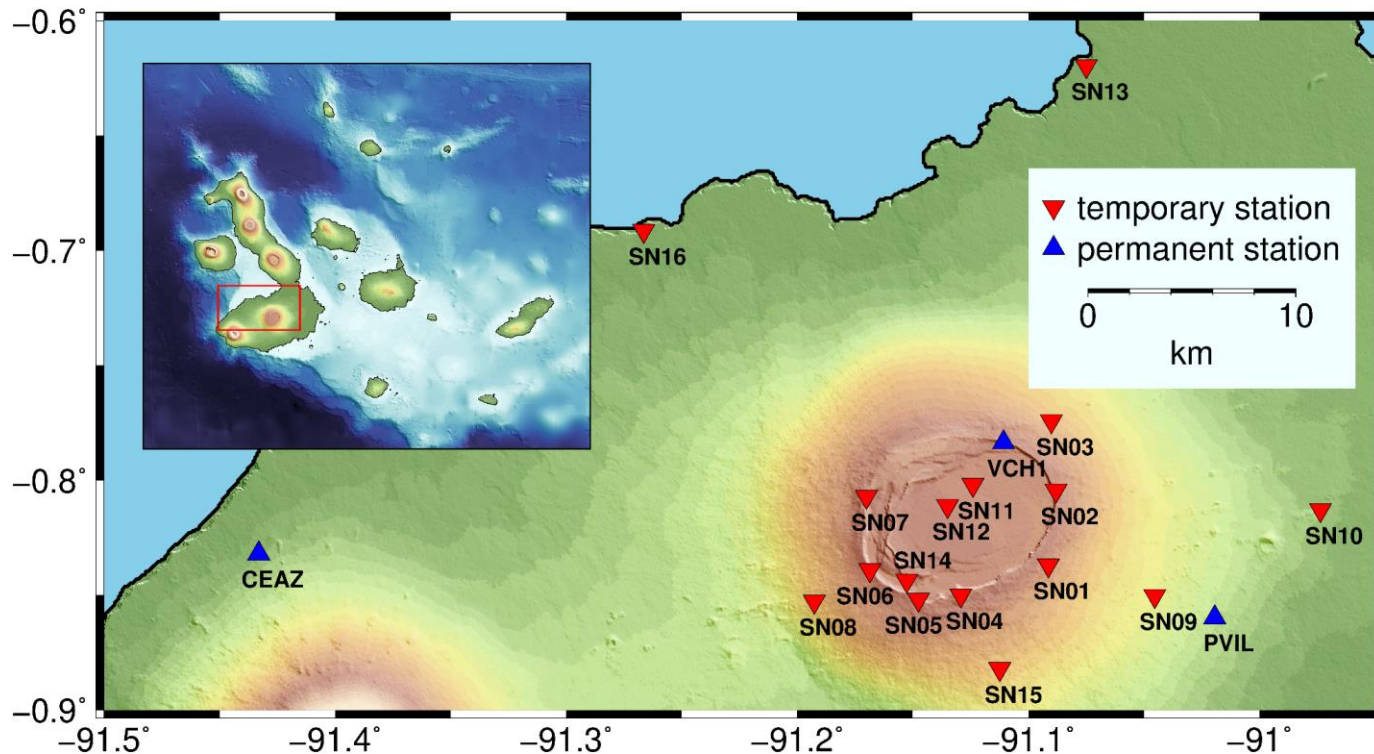 −0.6°
SN13
temporary station
permanent station
0 10
km
−0.7°
SN16
SN03
VCH1
−0.8°
SN07
SN11
SN02
SN12
SN10
CEAZ
SN14
SN06
SN01
SN08
SN05
SN04
SN09
PVIL
SN15
−0.9°
−91.5° −91.4° −91.3° −91.2° −91.1° −91°